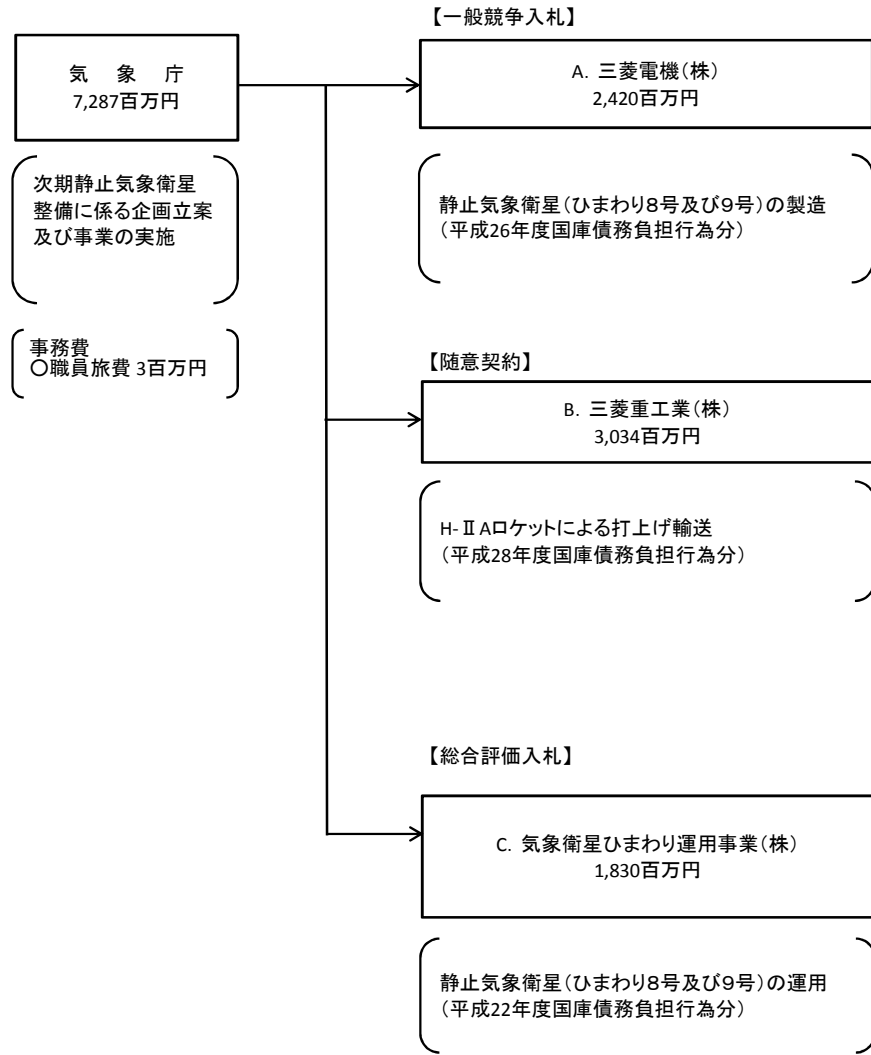 気　象　庁
7,287百万円
次期静止気象衛星
整備に係る企画立案
及び事業の実施
事務費
○職員旅費 3百万円
【一般競争入札】
A. 三菱電機(株)
2,420百万円
静止気象衛星(ひまわり8号及び9号)の製造
(平成26年度国庫債務負担行為分)
【随意契約】
B. 三菱重工業(株)
3,034百万円
H-ⅡAロケットによる打上げ輸送
(平成28年度国庫債務負担行為分)
【総合評価入札】
C. 気象衛星ひまわり運用事業(株)
1,830百万円
静止気象衛星(ひまわり8号及び9号)の運用
(平成22年度国庫債務負担行為分)